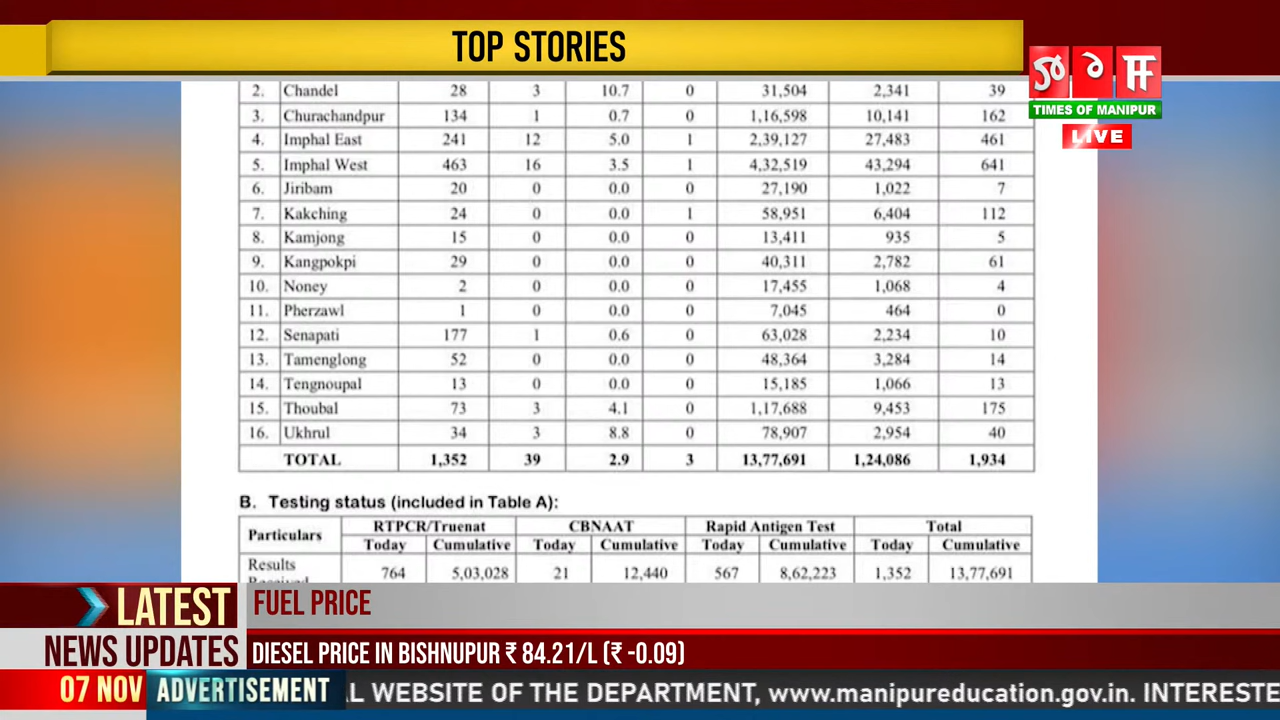 TOP STORIES
ꯇꯥꯏ
TIMES OF MANIPUR
LIVE
2. Chandel 28 3 10.7 0 31,504 2,341 39
3. Churachandpur 134 1 0.7 0 1,16,598 10,141 162
4. Imphal East 241 12 5.0 1 2,39,127 27,483 461
5. Imphal West 463 16 3.5 1 4,32,519 43,294 641
6. Jiribam 20 0 0.0 0 27,190 1,022 7
7. Kakching 24 0 0.0 1 58,951 6,404 112
8. Kamjong 15 0 0.0 0 13,411 935 5
9. Kangpokpi 29 0 0.0 0 40,311 2,782 61
10. Noney 2 0 0.0 0 17,455 1,068 4
11. Pherzawl 1 0 0.0 0 7,045 464 0
12. Senapati 177 1 0.6 0 63,028 2,234 10
13. Tamenglong 52 0 0.0 0 48,364 3,284 14
14. Tengnoupal 13 0 0.0 0 15,185 1,066 13
15. Thoubal 73 3 4.1 0 1,17,688 9,453 175
16. Ukhrul 34 3 8.8 0 78,907 2,954 40
TOTAL 1,352 39 2.9 3 13,77,691 1,24,086 1,934
B. Testing status (included in Table A):
Particulars RTPCR/Truenat CBNAAT Rapid Antigen Test Total
Today Cumulative Today Cumulative Today Cumulative Today Cumulative
Results Received 764 5,03,028 21 12,440 567 8,62,223 1,352 13,77,691
LATEST
NEWS UPDATES
FUEL PRICE
DIESEL PRICE IN BISHNUPUR ₹ 84.21/L (₹ -0.09)
07 NOV ADVERTISEMENT L WEBSITE OF THE DEPARTMENT, www.manipureducation.gov.in. INTERESTE